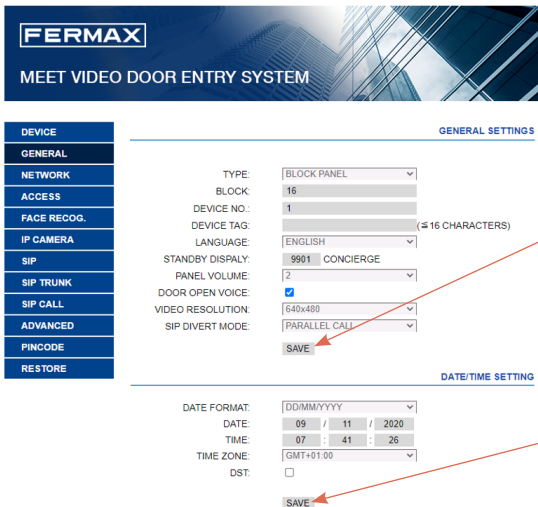 FERMAX
MEET VIDEO DOOR ENTRY SYSTEM
DEVICE
GENERAL
NETWORK
ACCESS
FACE RECOG.
IP CAMERA
SIP
SIP TRUNK
SIP CALL
ADVANCED
PINCODE
RESTORE
GENERAL SETTINGS
TYPE: BLOCK PANEL
BLOCK: 16
DEVICE NO.: 1
DEVICE TAG: (≦16 CHARACTERS)
LANGUAGE: ENGLISH
STANDBY DISPALY: 9901 CONCIERGE
PANEL VOLUME: 2
DOOR OPEN VOICE:
VIDEO RESOLUTION: 640x480
SIP DIVERT MODE: PARALLEL CALL
SAVE
DATE/TIME SETTING
DATE FORMAT: DD/MM/YYYY
DATE: 09 / 11 / 2020
TIME: 07 : 41 : 26
TIME ZONE: GMT+01:00
DST:
SAVE